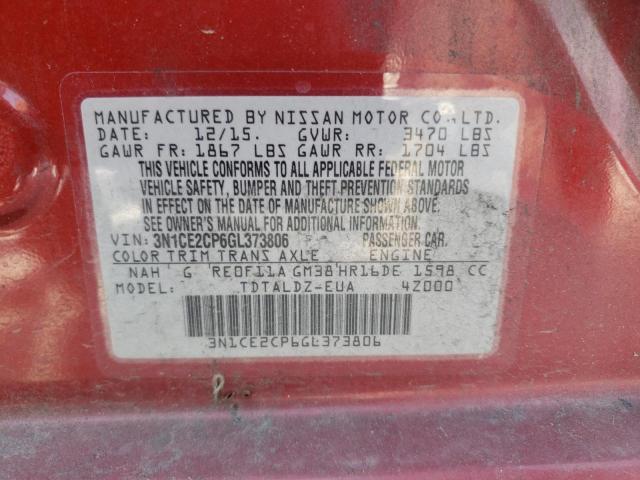 MANUFACTURED BY NISSAN MOTOR CO.,LTD.
DATE: 12/15. GVWR: 3470 LBS
GAWR FR: 1867 LBS GAWR RR: 1704 LBS
THIS VEHICLE CONFORMS TO ALL APPLICABLE FEDERAL MOTOR
VEHICLE SAFETY, BUMPER AND THEFT PREVENTION STANDARDS
IN EFFECT ON THE DATE OF MANUFACTURE SHOWN ABOVE.
SEE OWNER'S MANUAL FOR ADDITIONAL INFORMATION
VIN: 3N1CE2CP6GL373806 PASSENGER CAR.
COLOR TRIM TRANS AXLE ENGINE
NAH G RE0F11A GM38 HR16DE 1598 CC
MODEL: TDTALDZ-EUA 4Z000
3N1CE2CP6GL373806